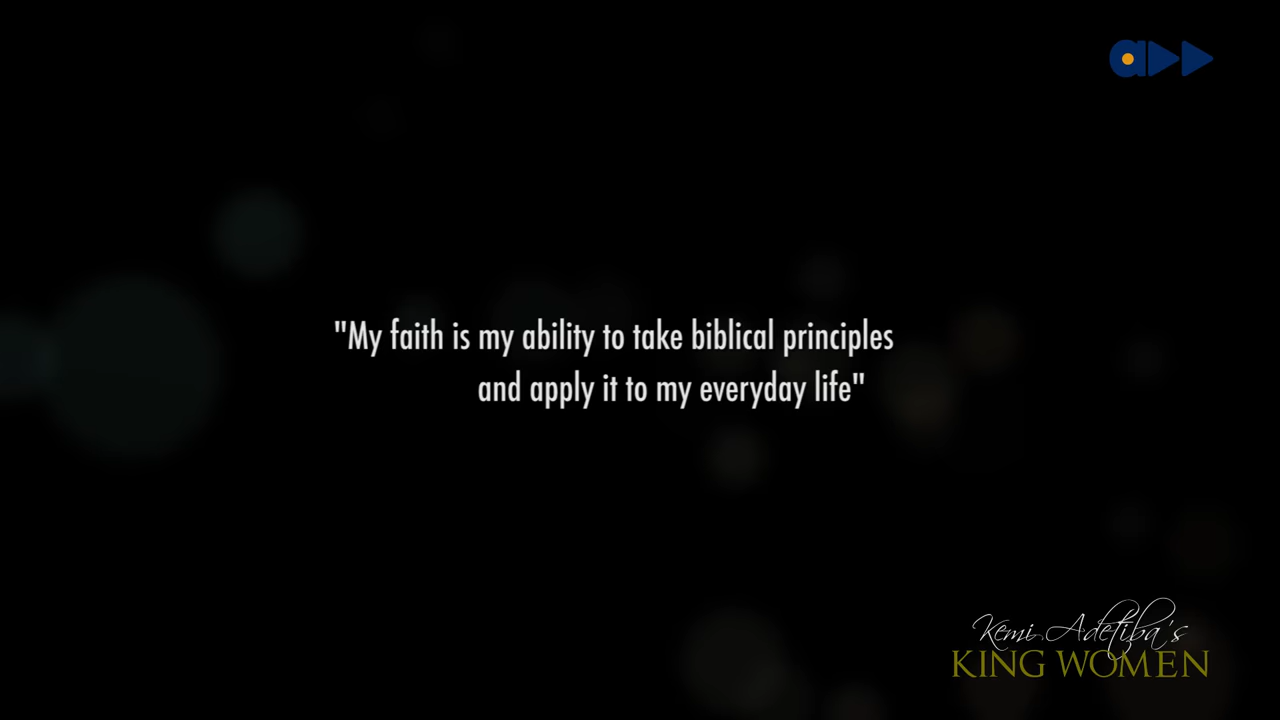 "My faith is my ability to take biblical principles
and apply it to my everyday life"
Kemi Adetiba's
KING WOMEN